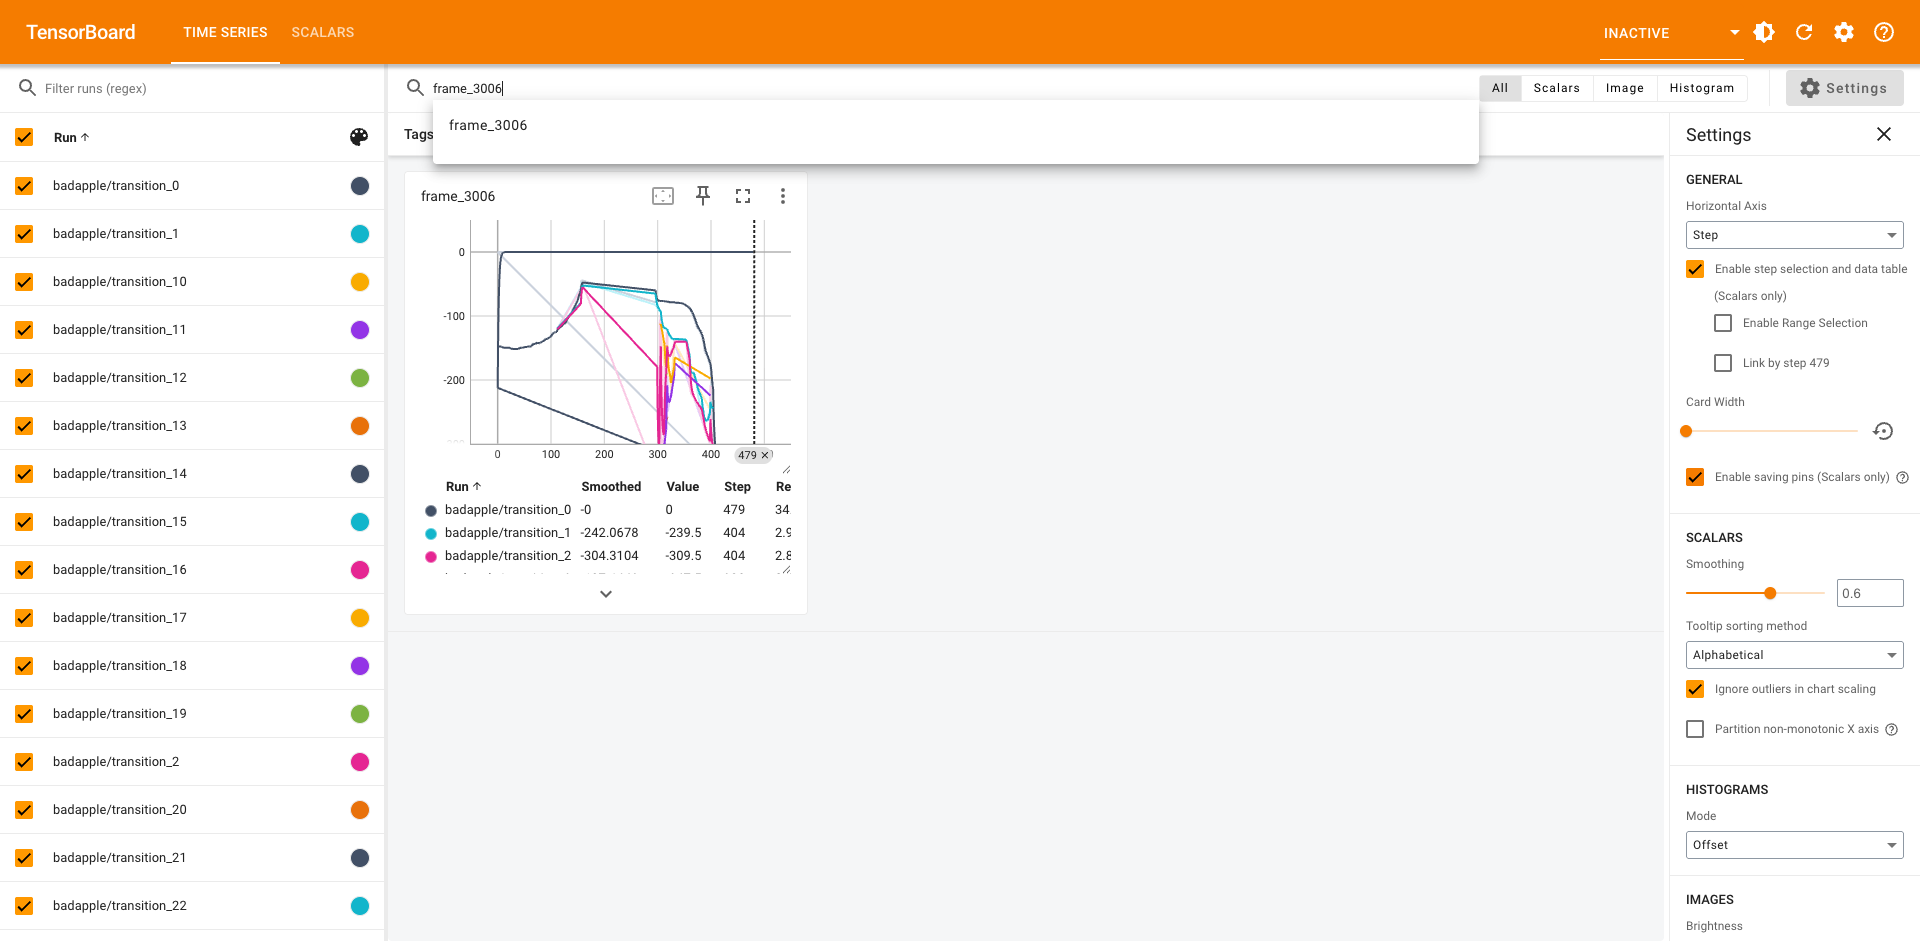 TensorBoard
TIME SERIES
SCALARS
INACTIVE
Filter runs (regex)
frame_3006
All
Scalars
Image
Histogram
Settings
frame_3006
Run
Tags
badapple/transition_0
badapple/transition_1
badapple/transition_10
badapple/transition_11
badapple/transition_12
badapple/transition_13
badapple/transition_14
badapple/transition_15
badapple/transition_16
badapple/transition_17
badapple/transition_18
badapple/transition_19
badapple/transition_2
badapple/transition_20
badapple/transition_21
badapple/transition_22
frame_3006
0
-100
-200
0 100 200 300 400 479
Run Smoothed Value Step Re
badapple/transition_0 -0 0 479 34.
badapple/transition_1 -242.0678 -239.5 404 2.9
badapple/transition_2 -304.3104 -309.5 404 2.8
Settings
GENERAL
Horizontal Axis
Step
Enable step selection and data table
(Scalars only)
Enable Range Selection
Link by step 479
Card Width
Enable saving pins (Scalars only)
SCALARS
Smoothing
0.6
Tooltip sorting method
Alphabetical
Ignore outliers in chart scaling
Partition non-monotonic X axis
HISTOGRAMS
Mode
Offset
IMAGES
Brightness